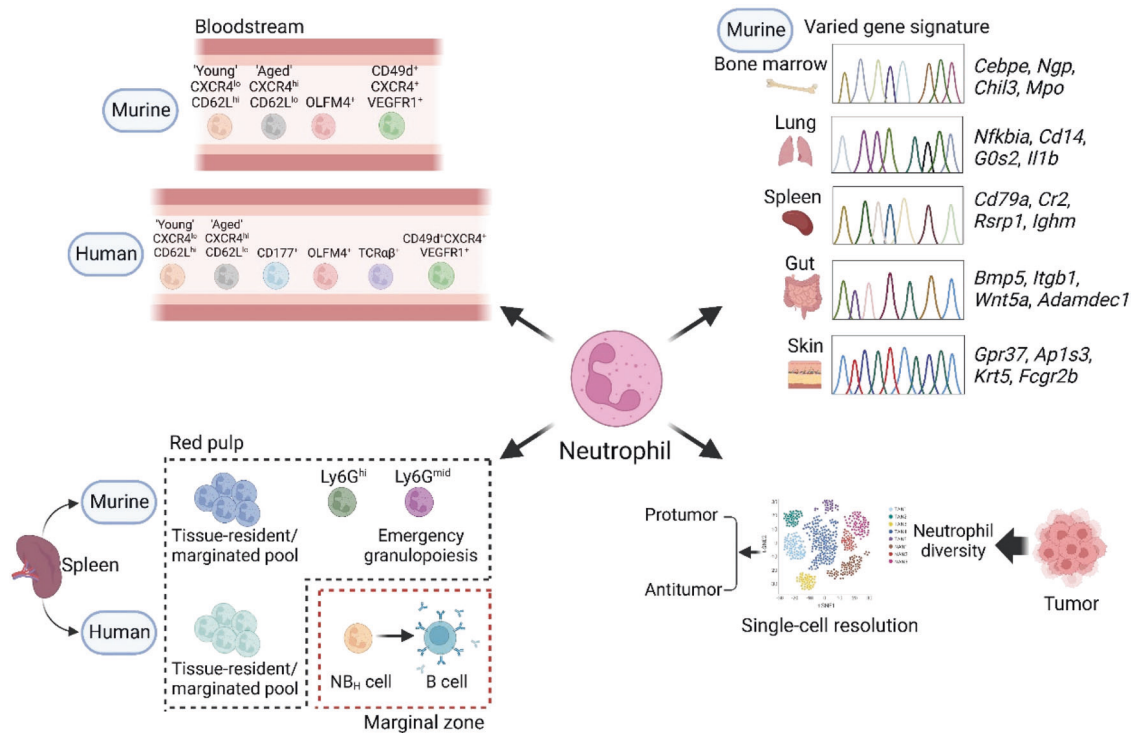 Bloodstream
Murine
'Young'
CXCR4ˡᵒ
CD62Lʰⁱ
'Aged'
CXCR4ʰⁱ
CD62Lˡᵒ
OLFM4⁺
CD49d⁺
CXCR4⁺
VEGFR1⁺
Human
'Young'
CXCR4ˡᵒ
CD62Lʰⁱ
'Aged'
CXCR4ʰⁱ
CD62Lˡᵒ
CD177⁺
OLFM4⁺
TCRαβ⁺
CD49d⁺CXCR4⁺
VEGFR1⁺
Murine
Varied gene signature
Bone marrow
Cebpe, Ngp,
Chil3, Mpo
Lung
Nfkbia, Cd14,
G0s2, Il1b
Spleen
Cd79a, Cr2,
Rsrp1, Ighm
Gut
Bmp5, Itgb1,
Wnt5a, Adamdec1
Skin
Gpr37, Ap1s3,
Krt5, Fcgr2b
Neutrophil
Red pulp
Spleen
Murine
Tissue-resident/
marginated pool
Ly6Gʰⁱ
Ly6Gᵐⁱᵈ
Emergency
granulopoiesis
Human
Tissue-resident/
marginated pool
NB_H cell
B cell
Marginal zone
Protumor
Antitumor
Single-cell resolution
Neutrophil
diversity
Tumor